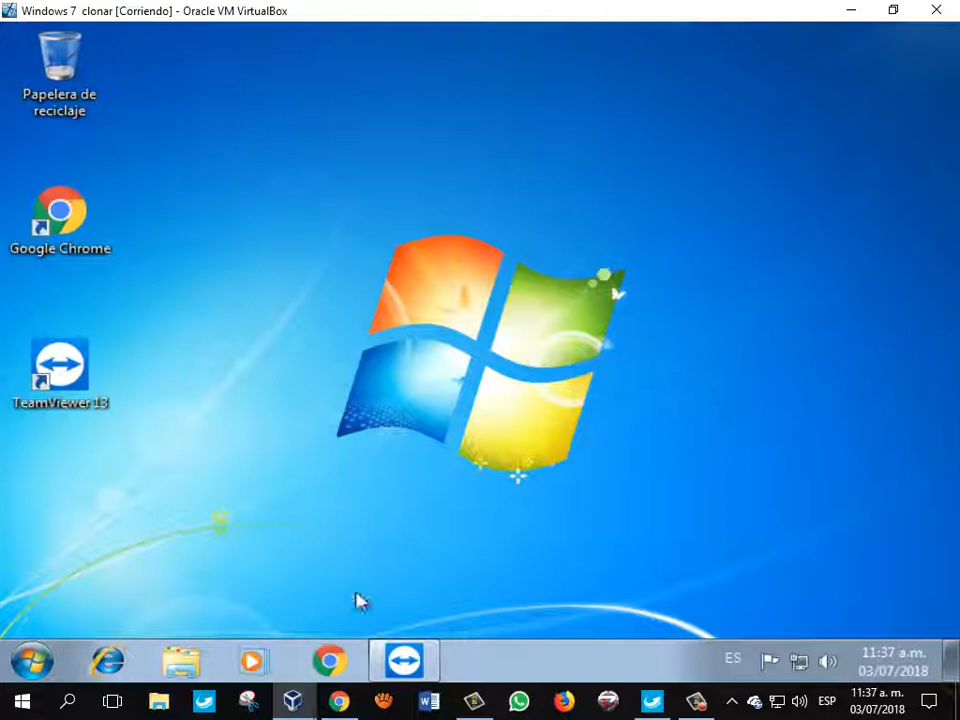 Windows 7 clonar [Corriendo] - Oracle VM VirtualBox
Papelera de
reciclaje
Google Chrome
TeamViewer 13
ES
11:37 a.m.
03/07/2018
ESP
11:37 a. m.
03/07/2018